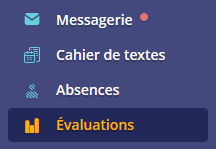 Messagerie
Cahier de textes
Absences
Évaluations